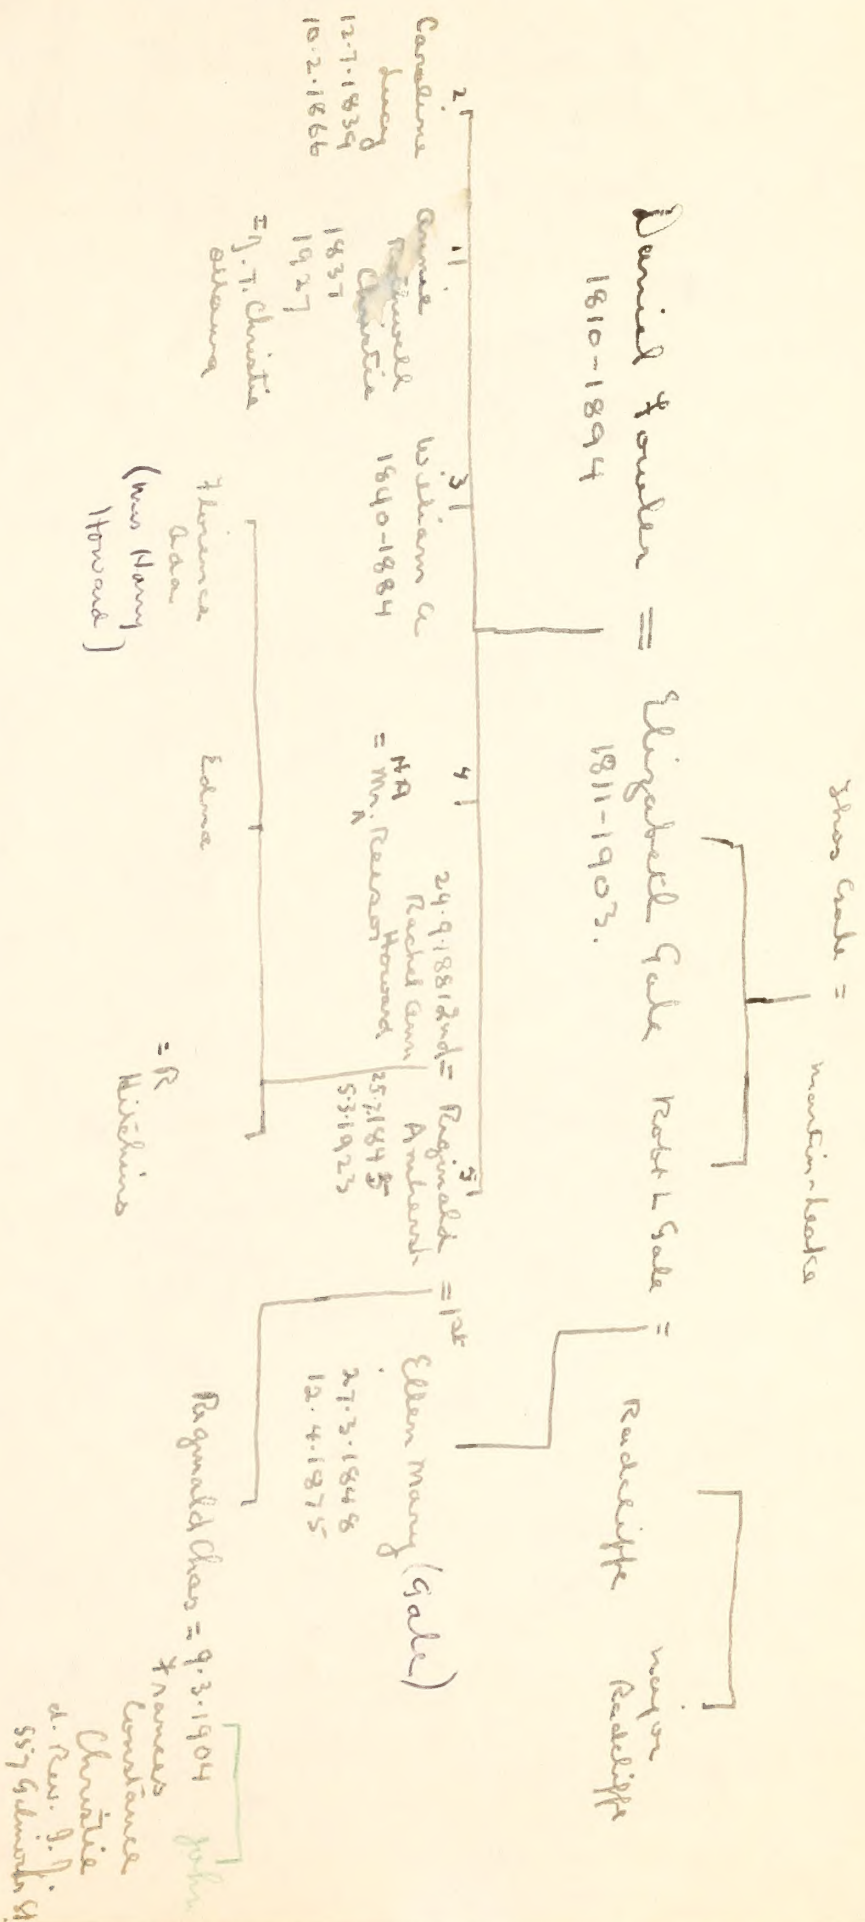 Thos Gale =
Martin-Leake
Daniel Fowler = Elizabeth Gale Robt L Gale = Radcliffe Major
Radcliffe
1810-1894
1811-1903.
2
1
3
4
5
Caroline
Lucy
12.7.1839
10.2.1866
Annie
Rothwell
Christie
1837
1927
= J. T. Christie
Ottawa
William A
1840-1884
NA
= Mr. Reesor
24.9.1881 2nd = Reginald = 1st
Rachel Ann
Howard
Amherst
5.3.1923
Ellen Mary (Gale)
27.3.1848
12.4.1875
Florence
Ada
(Mrs Harry
Howard)
Edna
= R
Hitchins
Reginald Chas = 9.3.1904
Frances
Constance
Christie
d. Rev.
John